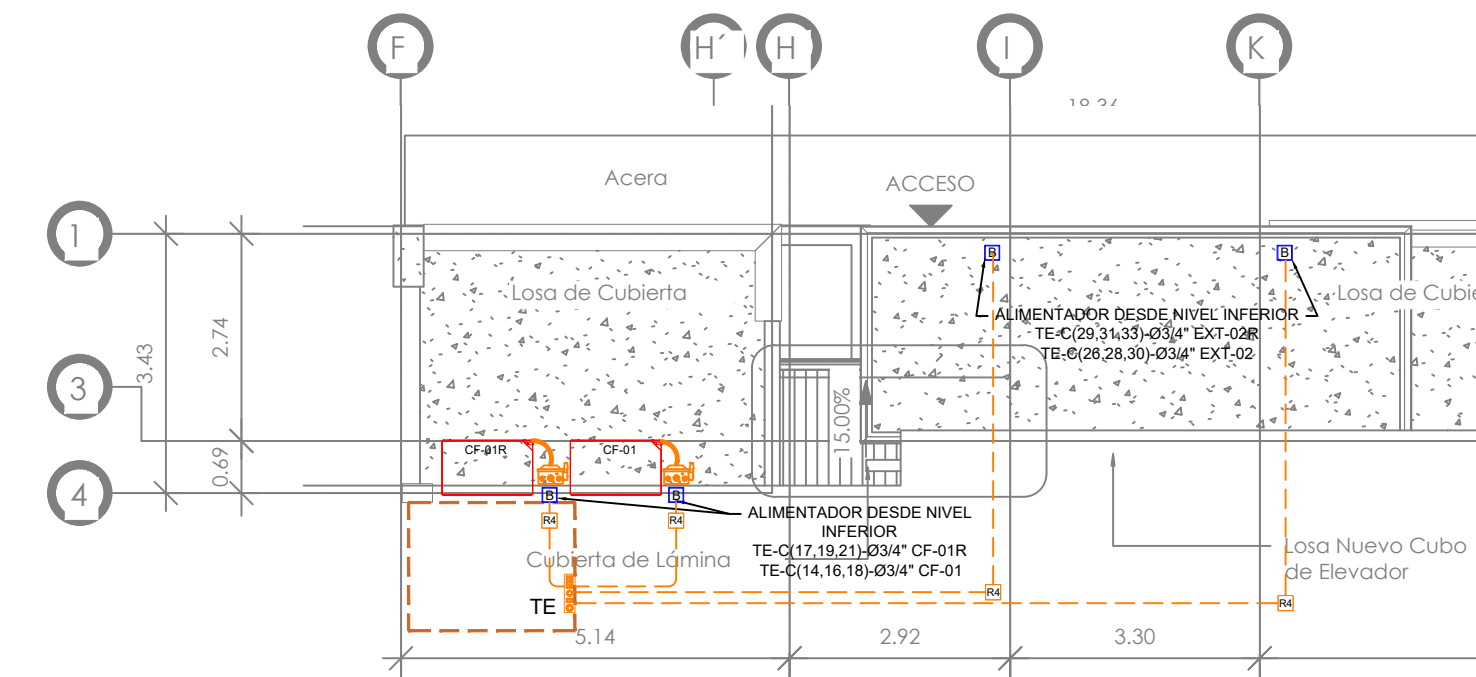 F
H´
H
I
K
Acera
ACCESO
1
3
4
3.43
2.74
0.69
Losa de Cubierta
B
B
Losa de Cubie
ALIMENTADOR DESDE NIVEL INFERIOR
TE-C(29,31,33)-Ø3/4" EXT-02R
TE-C(26,28,30)-Ø3/4" EXT-02
15.00%
CF-01R
CF-01
B
B
R4
R4
ALIMENTADOR DESDE NIVEL
INFERIOR
TE-C(17,19,21)-Ø3/4" CF-01R
TE-C(14,16,18)-Ø3/4" CF-01
Cubierta de Lámina
Losa Nuevo Cubo
de Elevador
R4
R4
TE
5.14
2.92
3.30